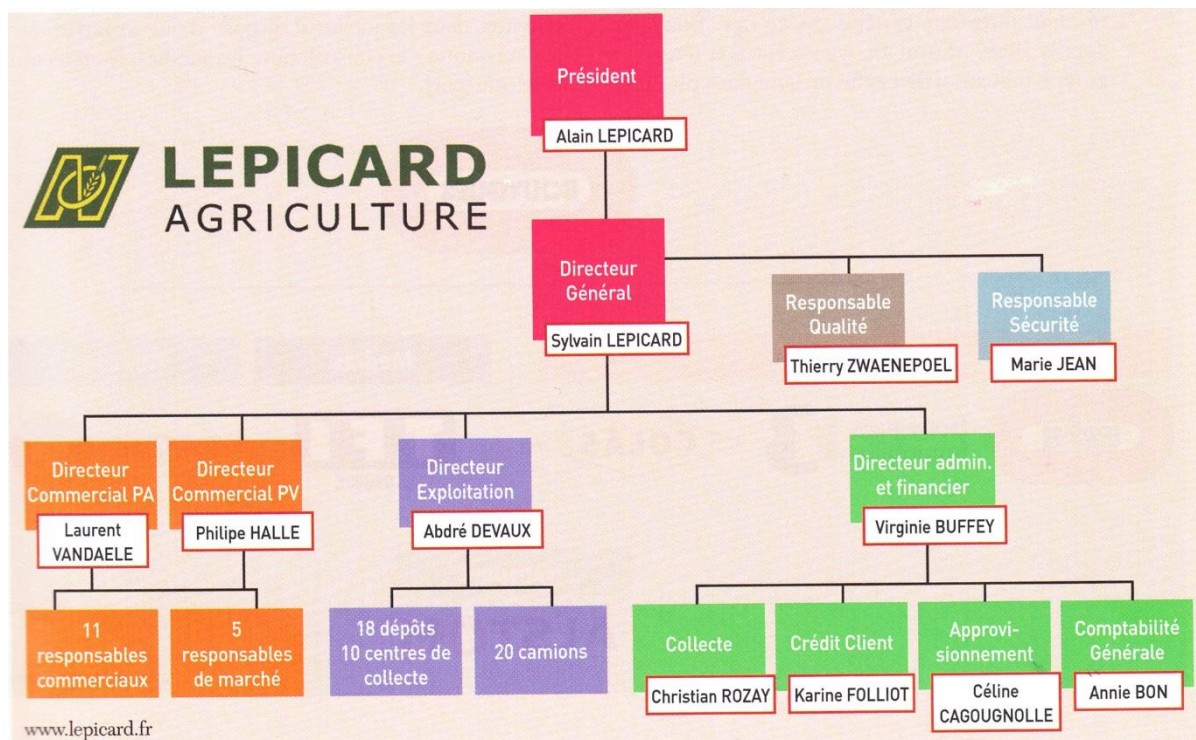 Président
Alain LEPICARD
LEPICARD
AGRICULTURE
Directeur
Général
Sylvain LEPICARD
Responsable
Qualité
Thierry ZWAENEPOEL
Responsable
Sécurité
Marie JEAN
Directeur
Commercial PA
Laurent
VANDAELE
Directeur
Commercial PV
Philipe HALLE
Directeur
Exploitation
Abdré DEVAUX
Directeur admin.
et financier
Virginie BUFFEY
11
responsables
commerciaux
5
responsables
de marché
18 dépôts
10 centres de
collecte
20 camions
Collecte
Christian ROZAY
Crédit Client
Karine FOLLIOT
Approvi-
sionnement
Céline
CAGOUGNOLLE
Comptabilité
Générale
Annie BON
www.lepicard.fr